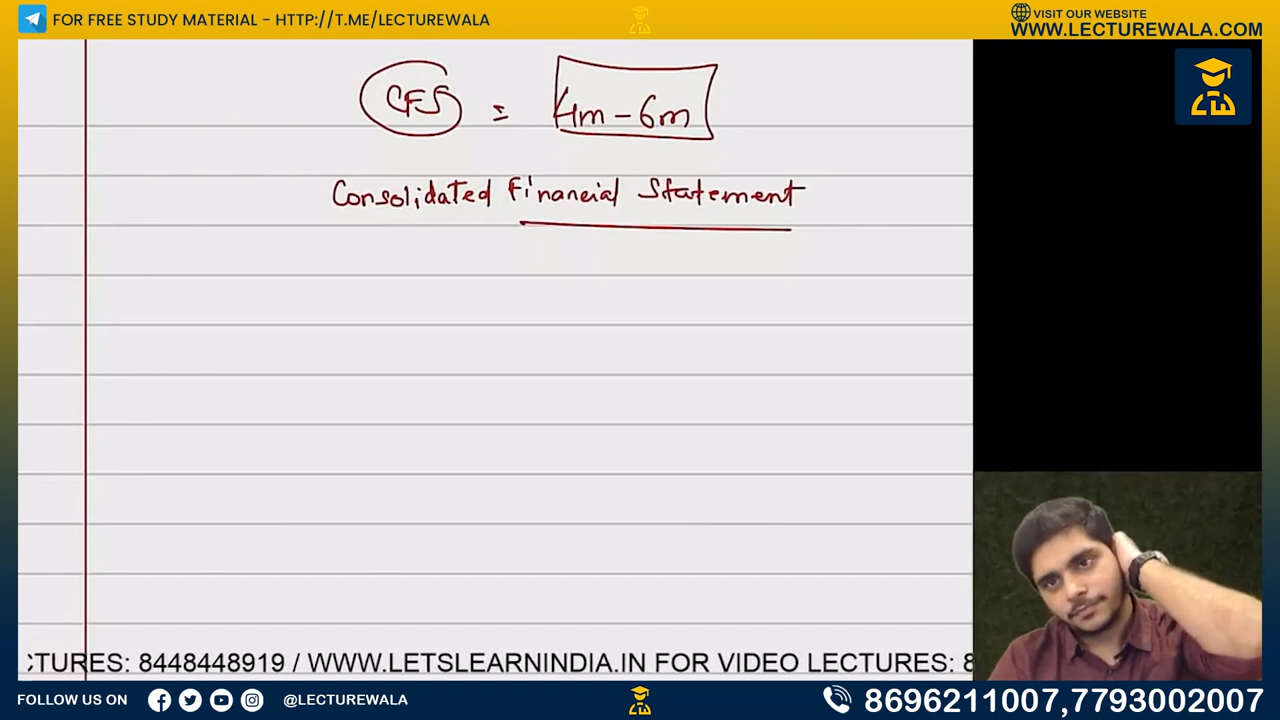 FOR FREE STUDY MATERIAL - HTTP://T.ME/LECTUREWALA
VISIT OUR WEBSITE
WWW.LECTUREWALA.COM
CFS = 4m - 6m
Consolidated Financial Statement
CTURES: 8448448919 / WWW.LETSLEARNINDIA.IN FOR VIDEO LECTURES: 8
FOLLOW US ON @LECTUREWALA 8696211007,7793002007